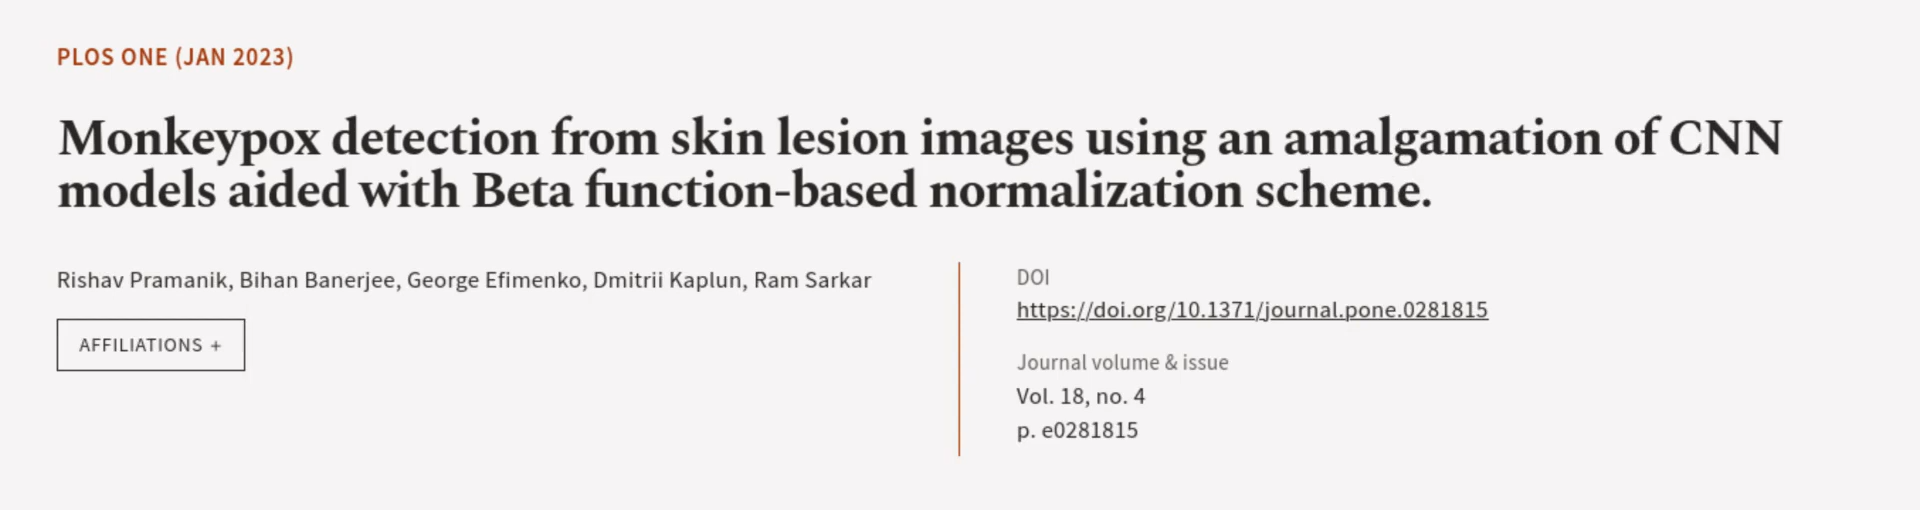 PLOS ONE (JAN 2023)
Monkeypox detection from skin lesion images using an amalgamation of CNN
models aided with Beta function-based normalization scheme.
Rishav Pramanik, Bihan Banerjee, George Efimenko, Dmitrii Kaplun, Ram Sarkar
AFFILIATIONS +
DOI
https://doi.org/10.1371/journal.pone.0281815
Journal volume & issue
Vol. 18, no. 4
p. e0281815